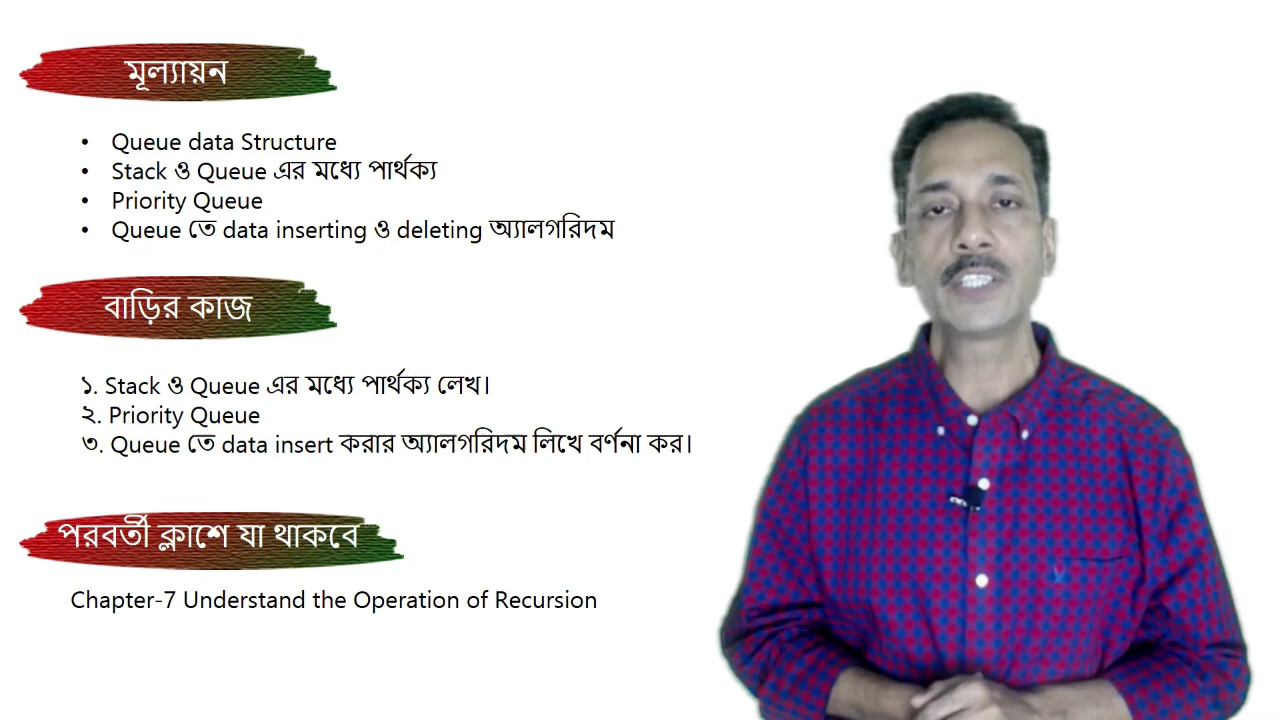 মূল্যায়ন
• Queue data Structure
• Stack ও Queue এর মধ্যে পার্থক্য
• Priority Queue
• Queue তে data inserting ও deleting অ্যালগরিদম
বাড়ির কাজ
১. Stack ও Queue এর মধ্যে পার্থক্য লেখ।
২. Priority Queue
৩. Queue তে data insert করার অ্যালগরিদম লিখে বর্ণনা কর।
পরবর্তী ক্লাশে যা থাকবে
Chapter-7 Understand the Operation of Recursion